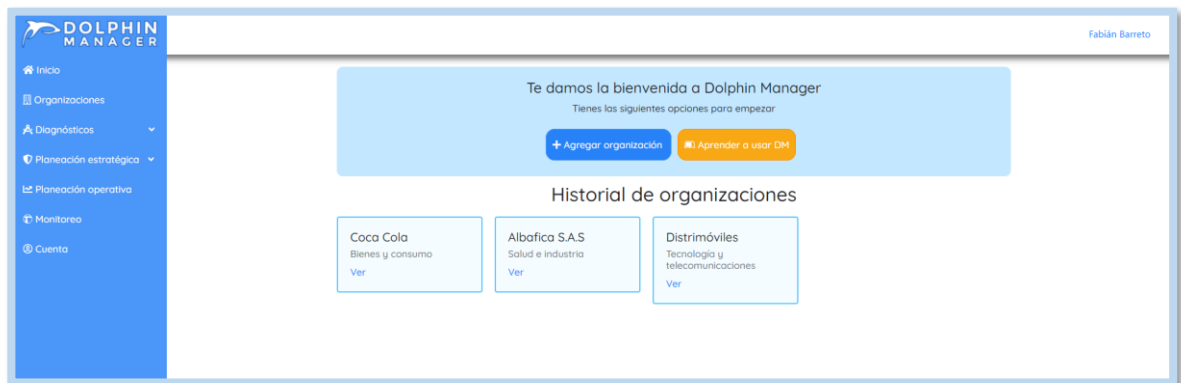 DOLPHIN
MANAGER
Fabián Barreto
Inicio
Organizaciones
Diagnósticos
Planeación estratégica
Planeación operativa
Monitoreo
Cuenta
Te damos la bienvenida a Dolphin Manager
Tienes las siguientes opciones para empezar
+ Agregar organización
Aprender a usar DM
Historial de organizaciones
Coca Cola
Bienes y consumo
Ver
Albafica S.A.S
Salud e industria
Ver
Distrimóviles
Tecnología y
telecomunicaciones
Ver